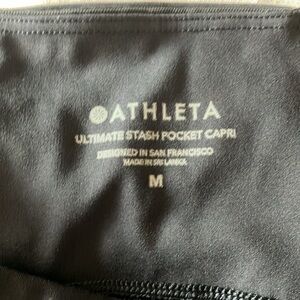 ATHLETA
ULTIMATE STASH POCKET CAPRI
DESIGNED IN SAN FRANCISCO
MADE IN SRI LANKA
M